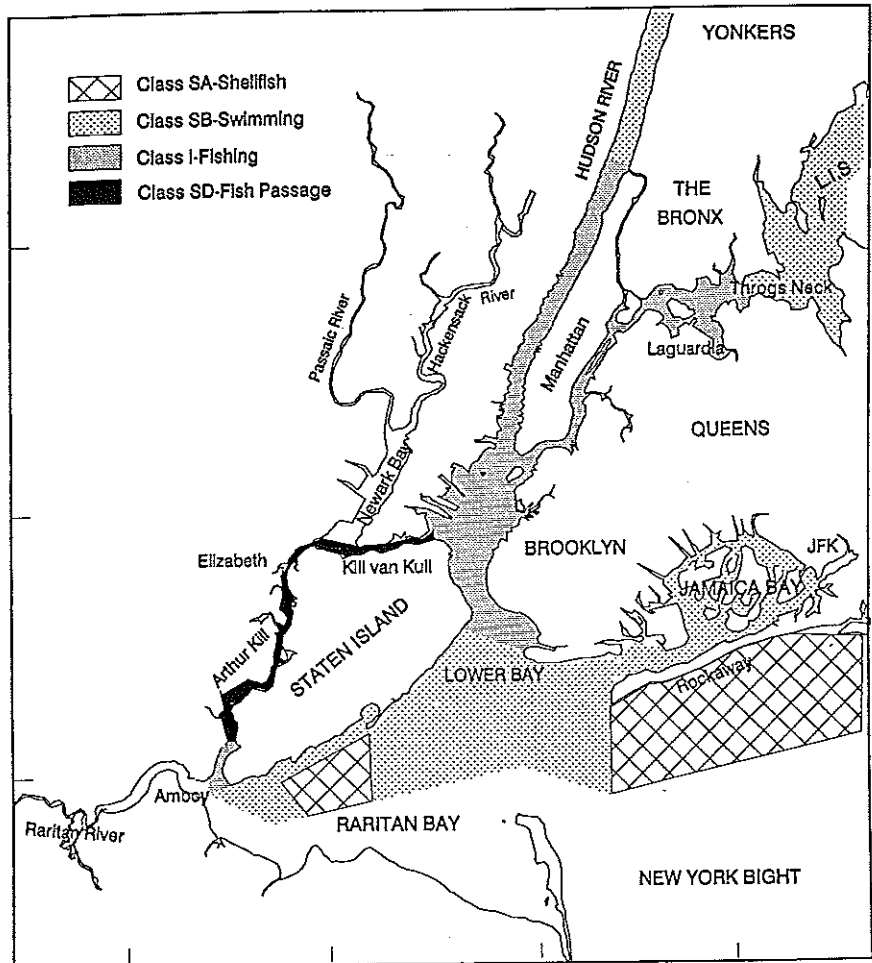 YONKERS
Class SA-Shellfish
Class SB-Swimming
Class I-Fishing
Class SD-Fish Passage
HUDSON RIVER
THE
BRONX
L.I.S
Throgs Neck
Passaic River
Hackensack
River
Manhattan
Laguardia
QUEENS
Newark Bay
Elizabeth
Kill van Kull
BROOKLYN
JFK
JAMAICA BAY
Arthur Kill
STATEN ISLAND
LOWER BAY
Rockaway
Amboy
Raritan River
RARITAN BAY
NEW YORK BIGHT